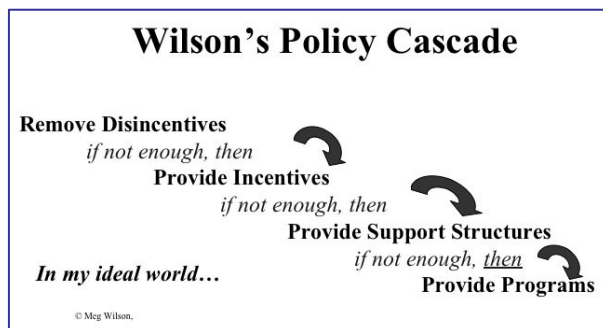 Wilson's Policy Cascade
Remove Disincentives
if not enough, then
Provide Incentives
if not enough, then
Provide Support Structures
if not enough, then
Provide Programs
In my ideal world…
© Meg Wilson,